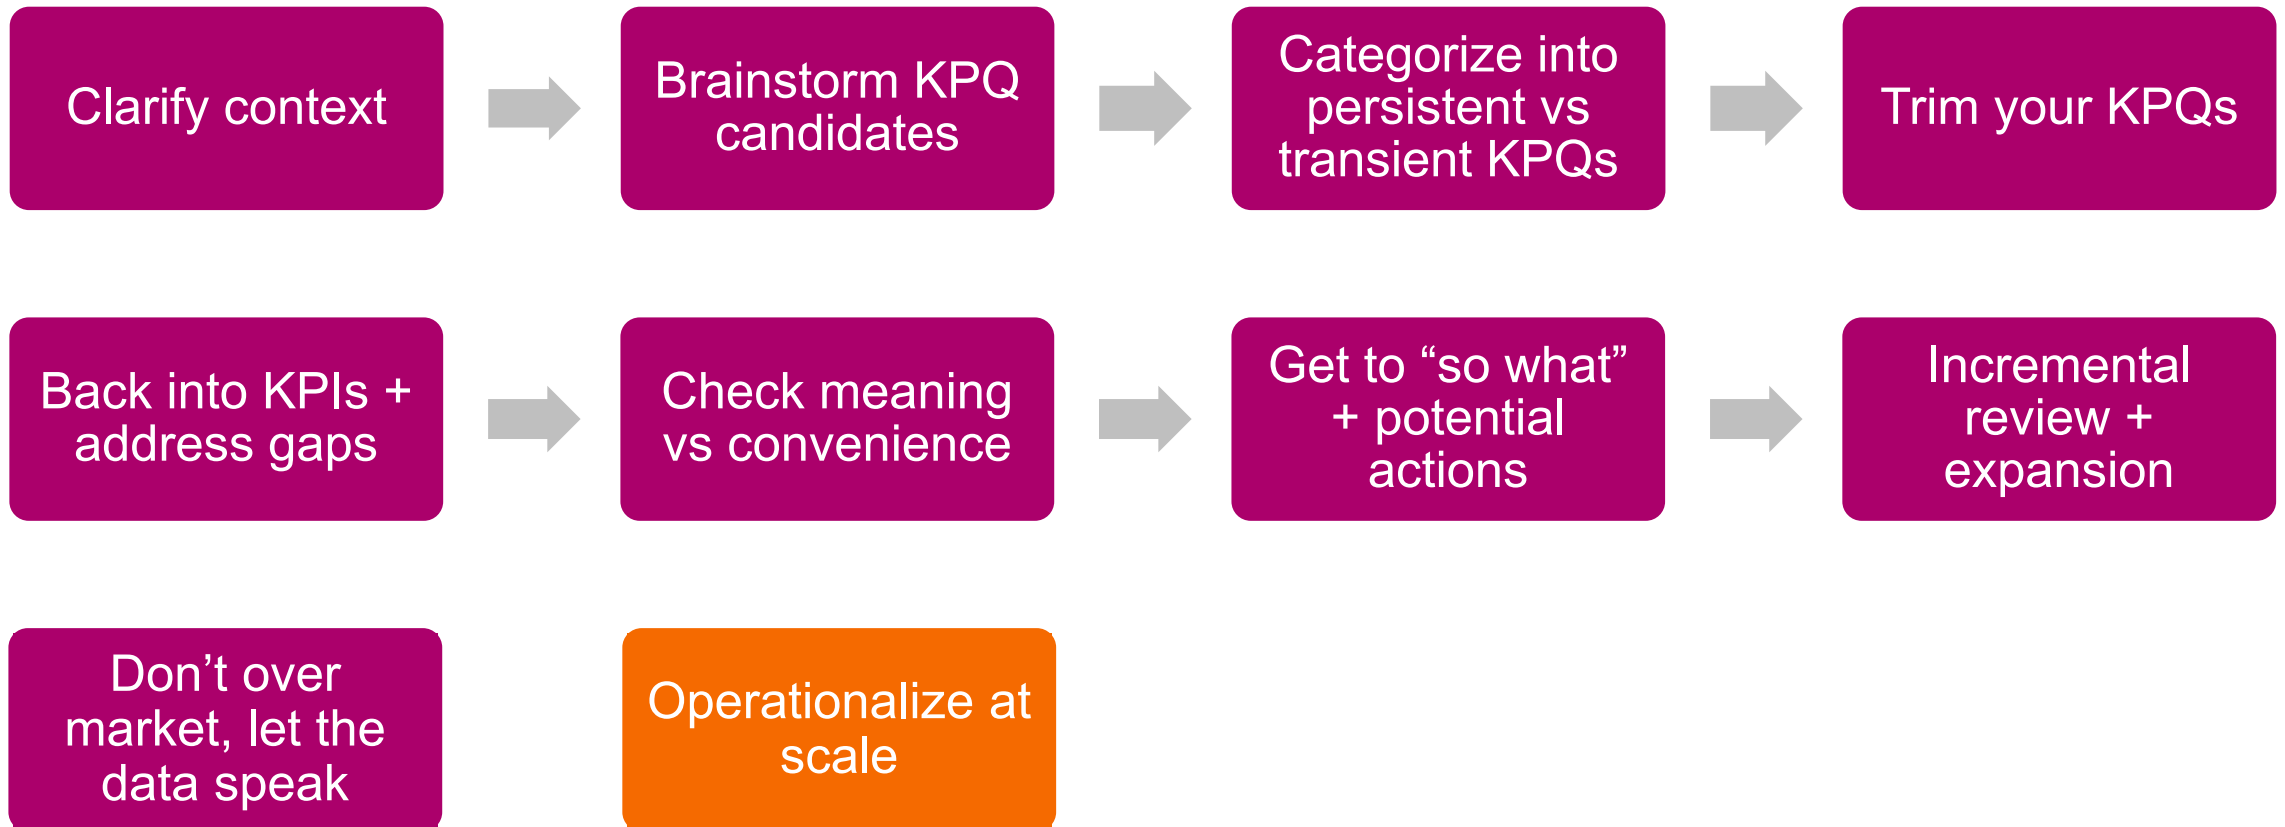 Clarify context
Brainstorm KPQ
candidates
Categorize into
persistent vs
transient KPQs
Trim your KPQs
Back into KPIs +
address gaps
Check meaning
vs convenience
Get to “so what”
+ potential
actions
Incremental
review +
expansion
Don’t over
market, let the
data speak
Operationalize at
scale